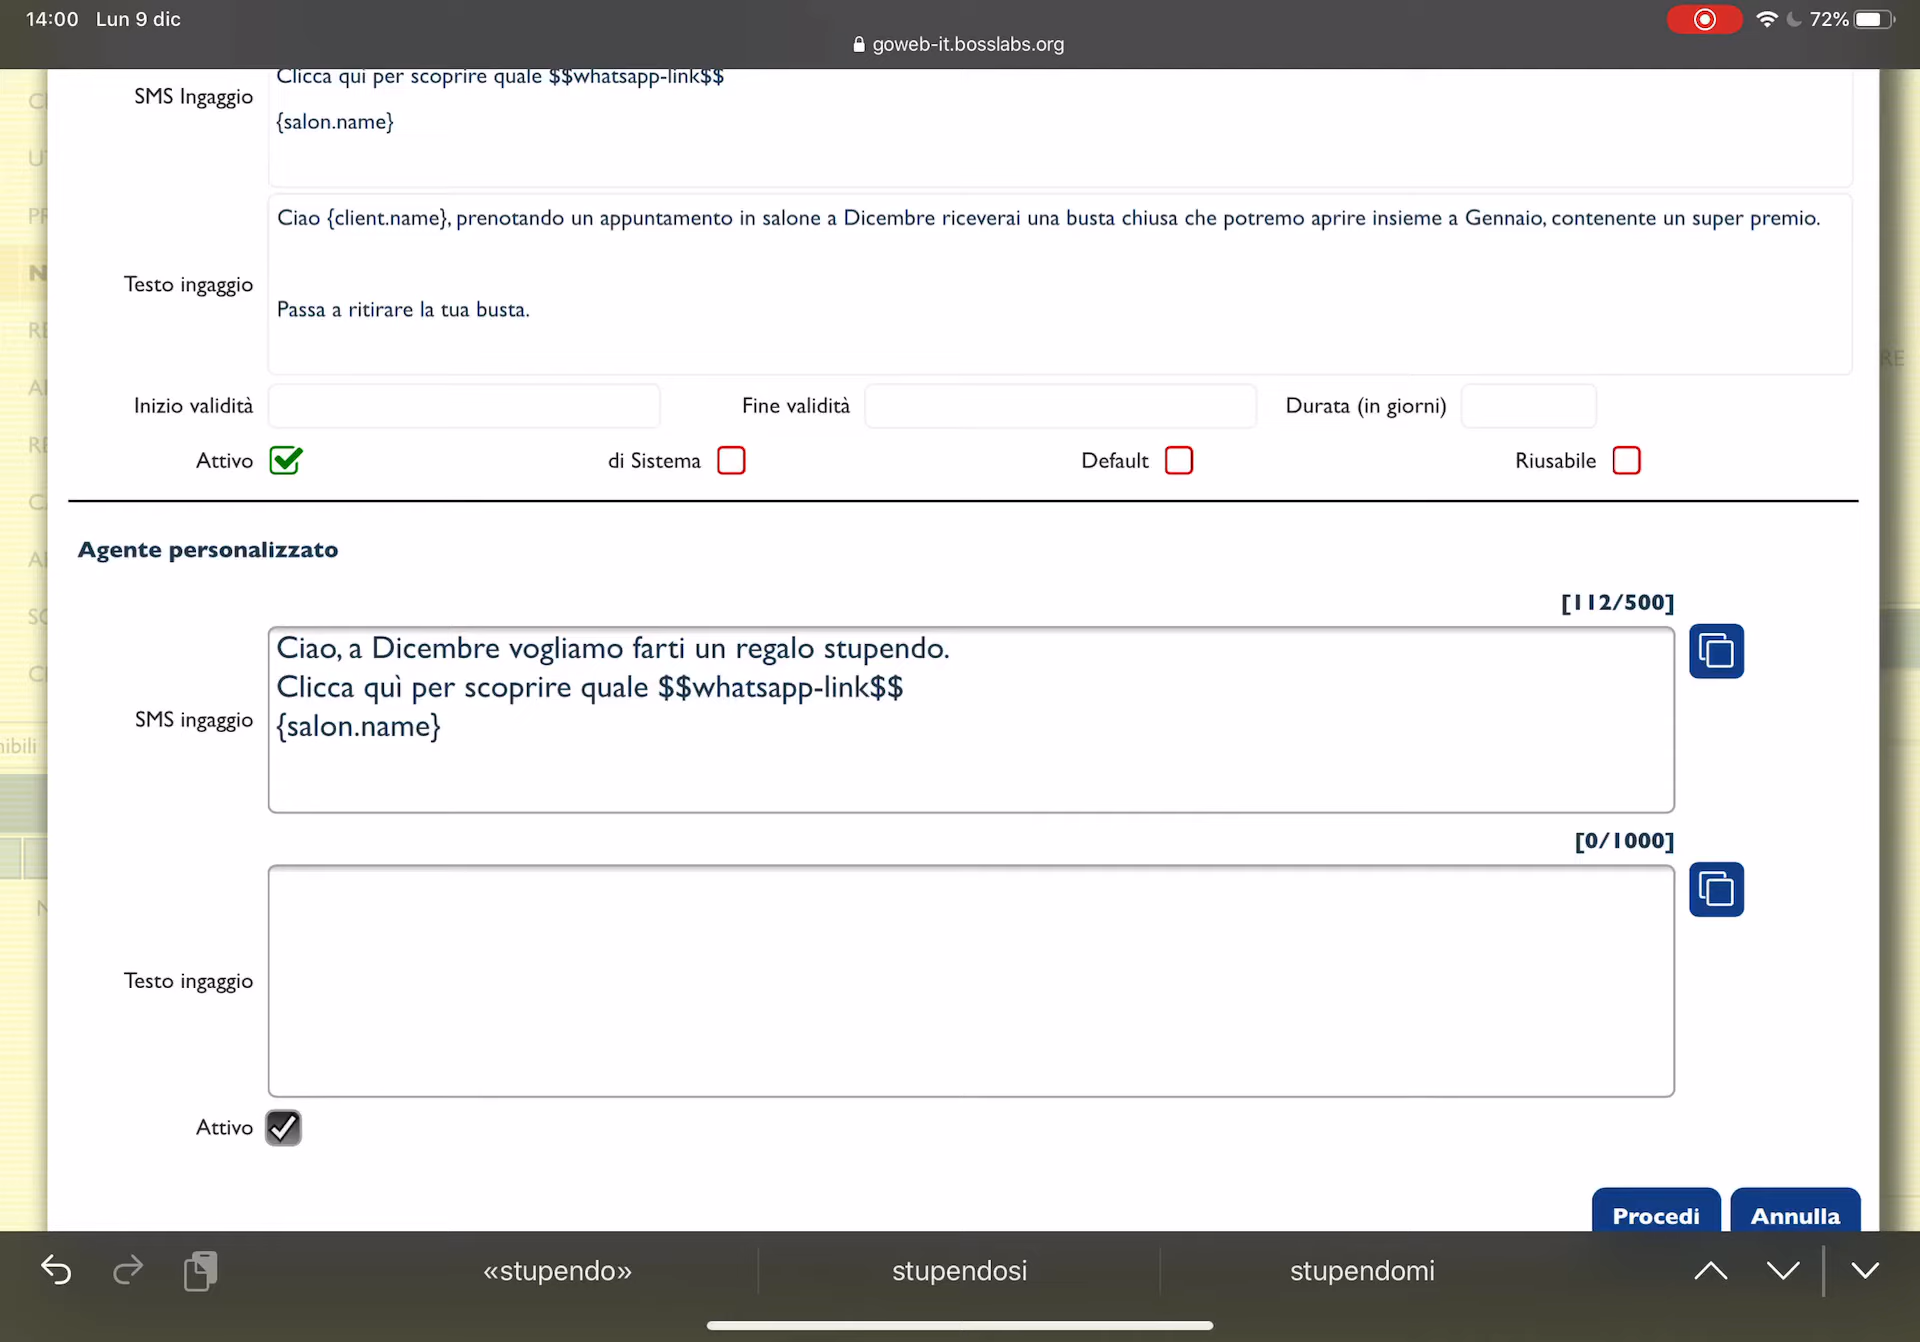 14:00 Lun 9 dic
72%
goweb-it.bosslabs.org
Clicca qui per scoprire quale $$whatsapp-link$$
SMS Ingaggio
{salon.name}
Ciao {client.name}, prenotando un appuntamento in salone a Dicembre riceverai una busta chiusa che potremo aprire insieme a Gennaio, contenente un super premio.
Testo ingaggio
Passa a ritirare la tua busta.
Inizio validità Fine validità Durata (in giorni)
Attivo di Sistema Default Riusabile
Agente personalizzato
[112/500]
Ciao, a Dicembre vogliamo farti un regalo stupendo.
Clicca quì per scoprire quale $$whatsapp-link$$
SMS ingaggio
{salon.name}
[0/1000]
Testo ingaggio
Attivo
Procedi Annulla
«stupendo» stupendosi stupendomi